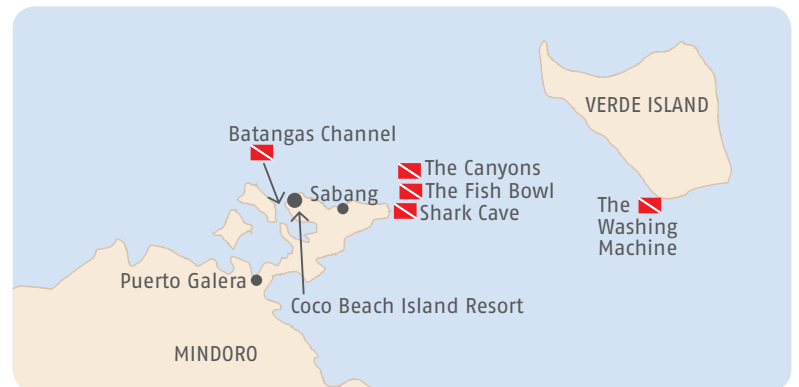 VERDE ISLAND
Batangas Channel
The Canyons
Sabang
The Fish Bowl
Shark Cave
The
Washing
Machine
Puerto Galera
Coco Beach Island Resort
MINDORO